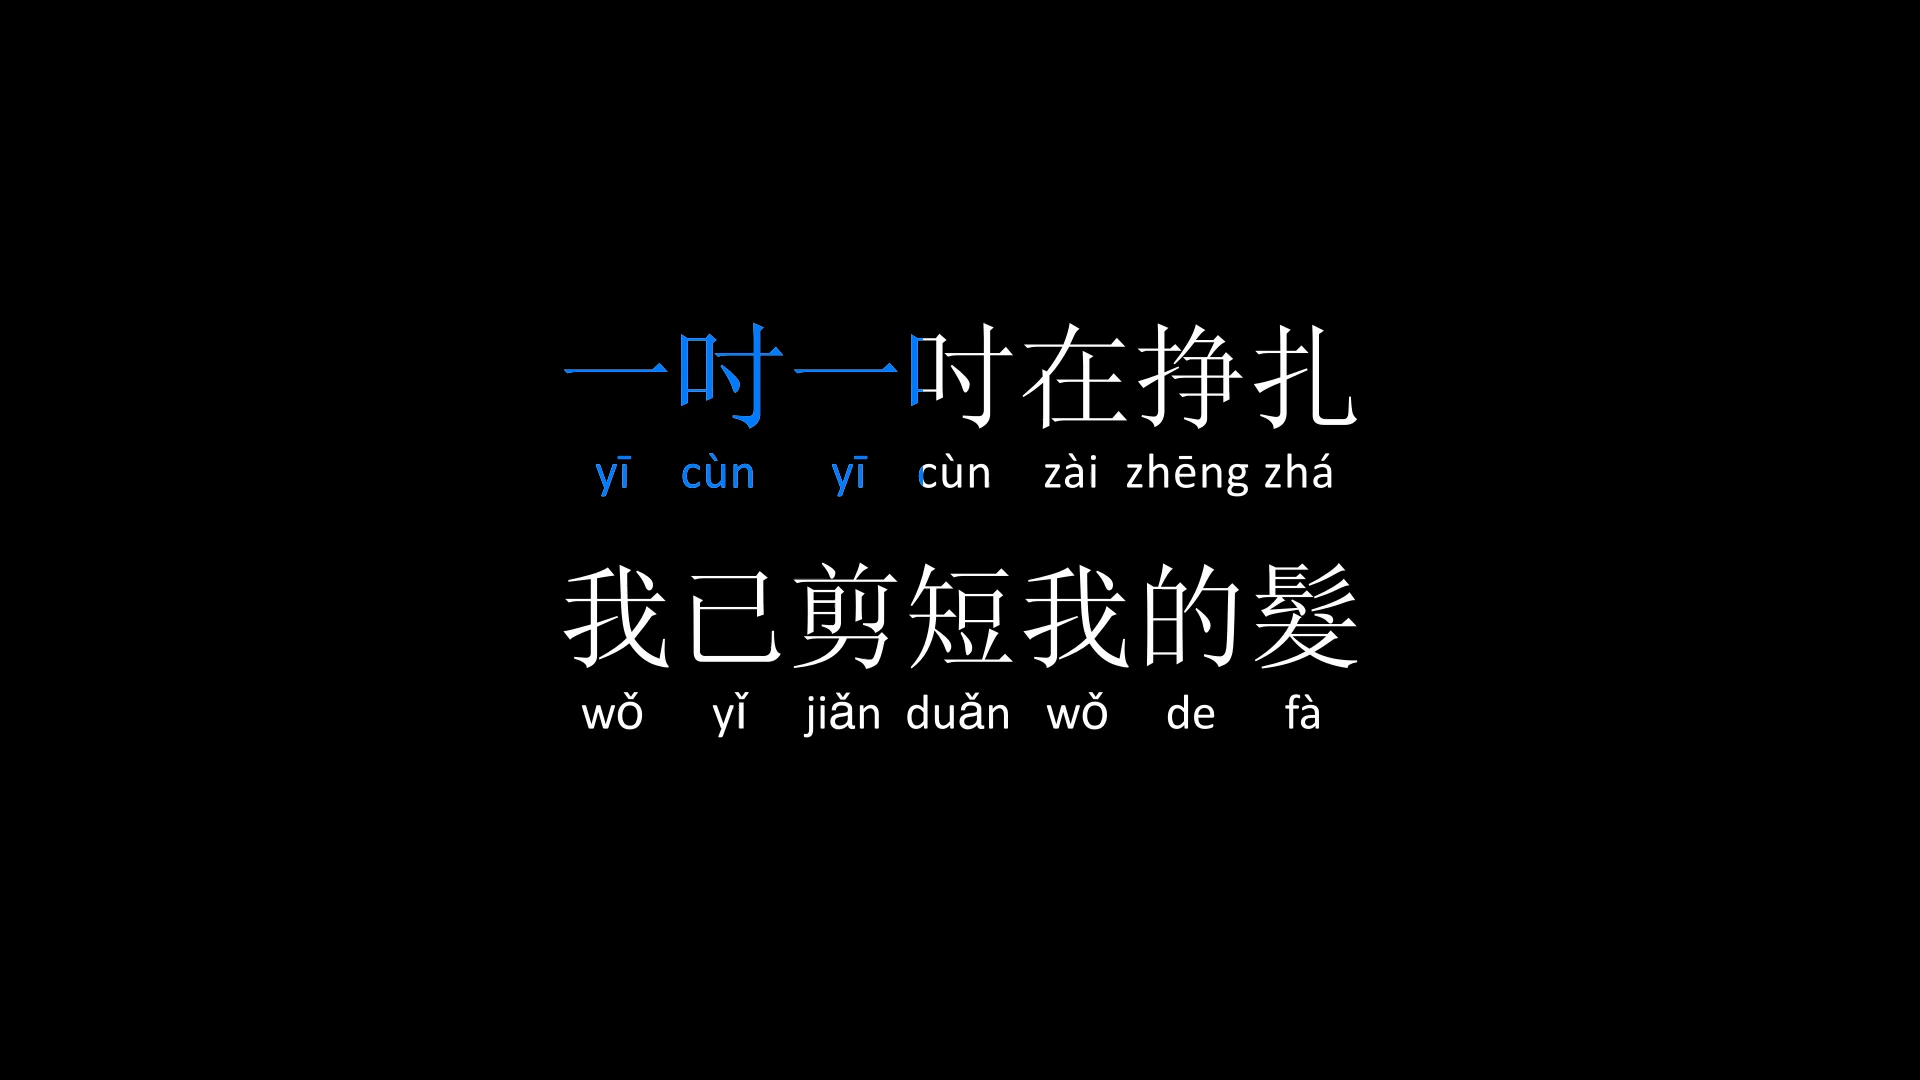 一吋一吋在挣扎
yī cùn yī cùn zài zhēng zhá
我已剪短我的髮
wǒ yǐ jiǎn duǎn wǒ de fà